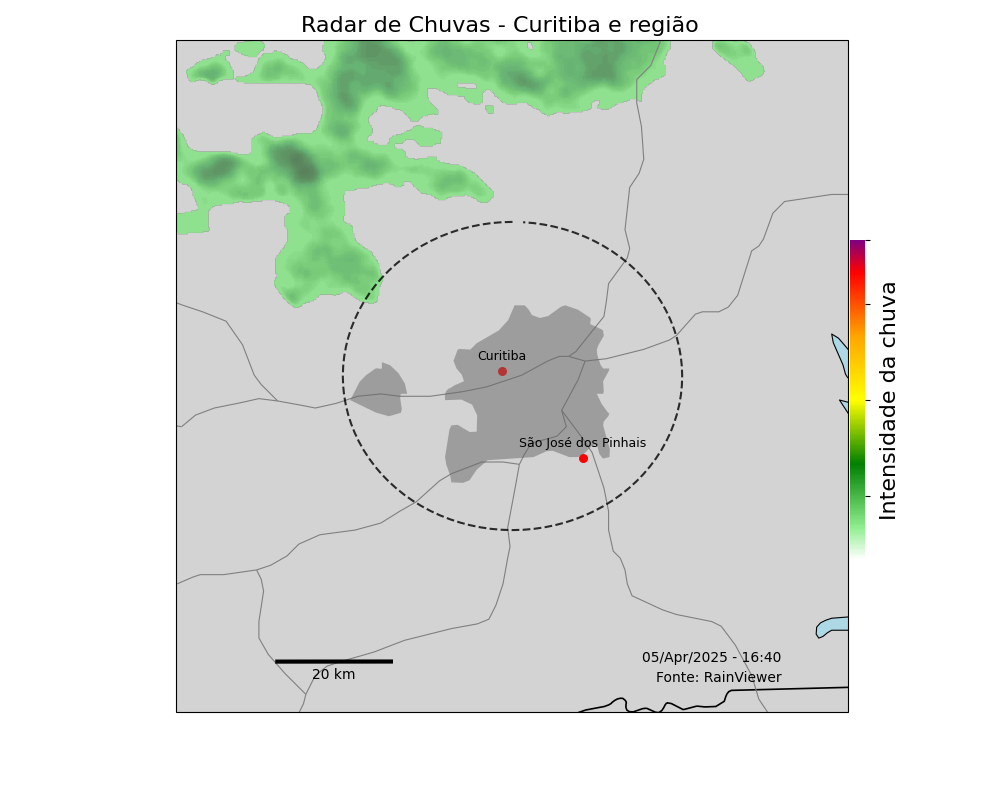 Radar de Chuvas - Curitiba e região
Curitiba
São José dos Pinhais
Intensidade da chuva
05/Apr/2025 - 16:40
Fonte: RainViewer
20 km